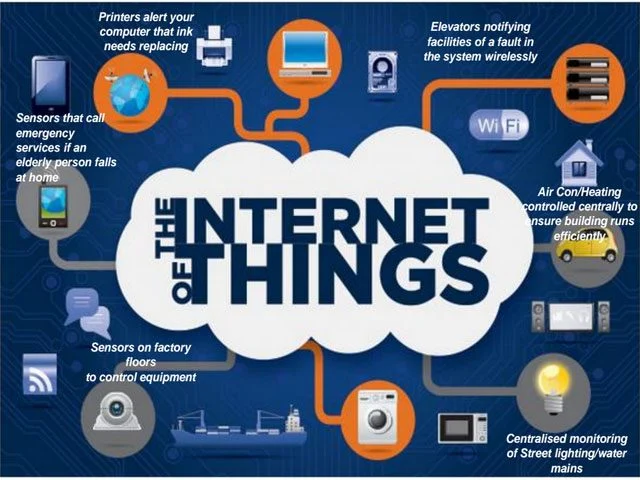 Printers alert your
computer that ink
needs replacing
Elevators notifying
facilities of a fault in
the system wirelessly
Sensors that call
emergency
services if an
elderly person falls
at home
Wi Fi
Air Con/Heating
controlled centrally to
ensure building runs
efficiently
THE INTERNET
OF THINGS
Sensors on factory
floors
to control equipment
Centralised monitoring
of Street lighting/water
mains